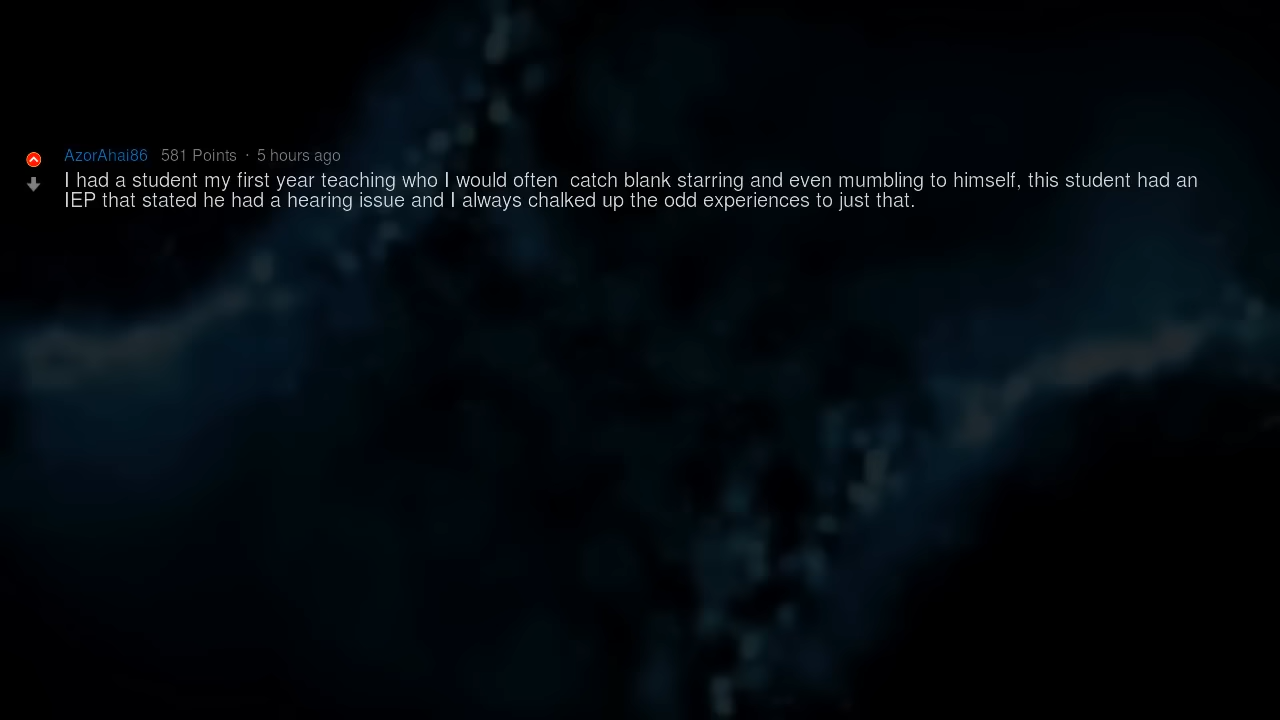 AzorAhai86 581 Points · 5 hours ago
I had a student my first year teaching who I would often  catch blank starring and even mumbling to himself, this student had an
IEP that stated he had a hearing issue and I always chalked up the odd experiences to just that.